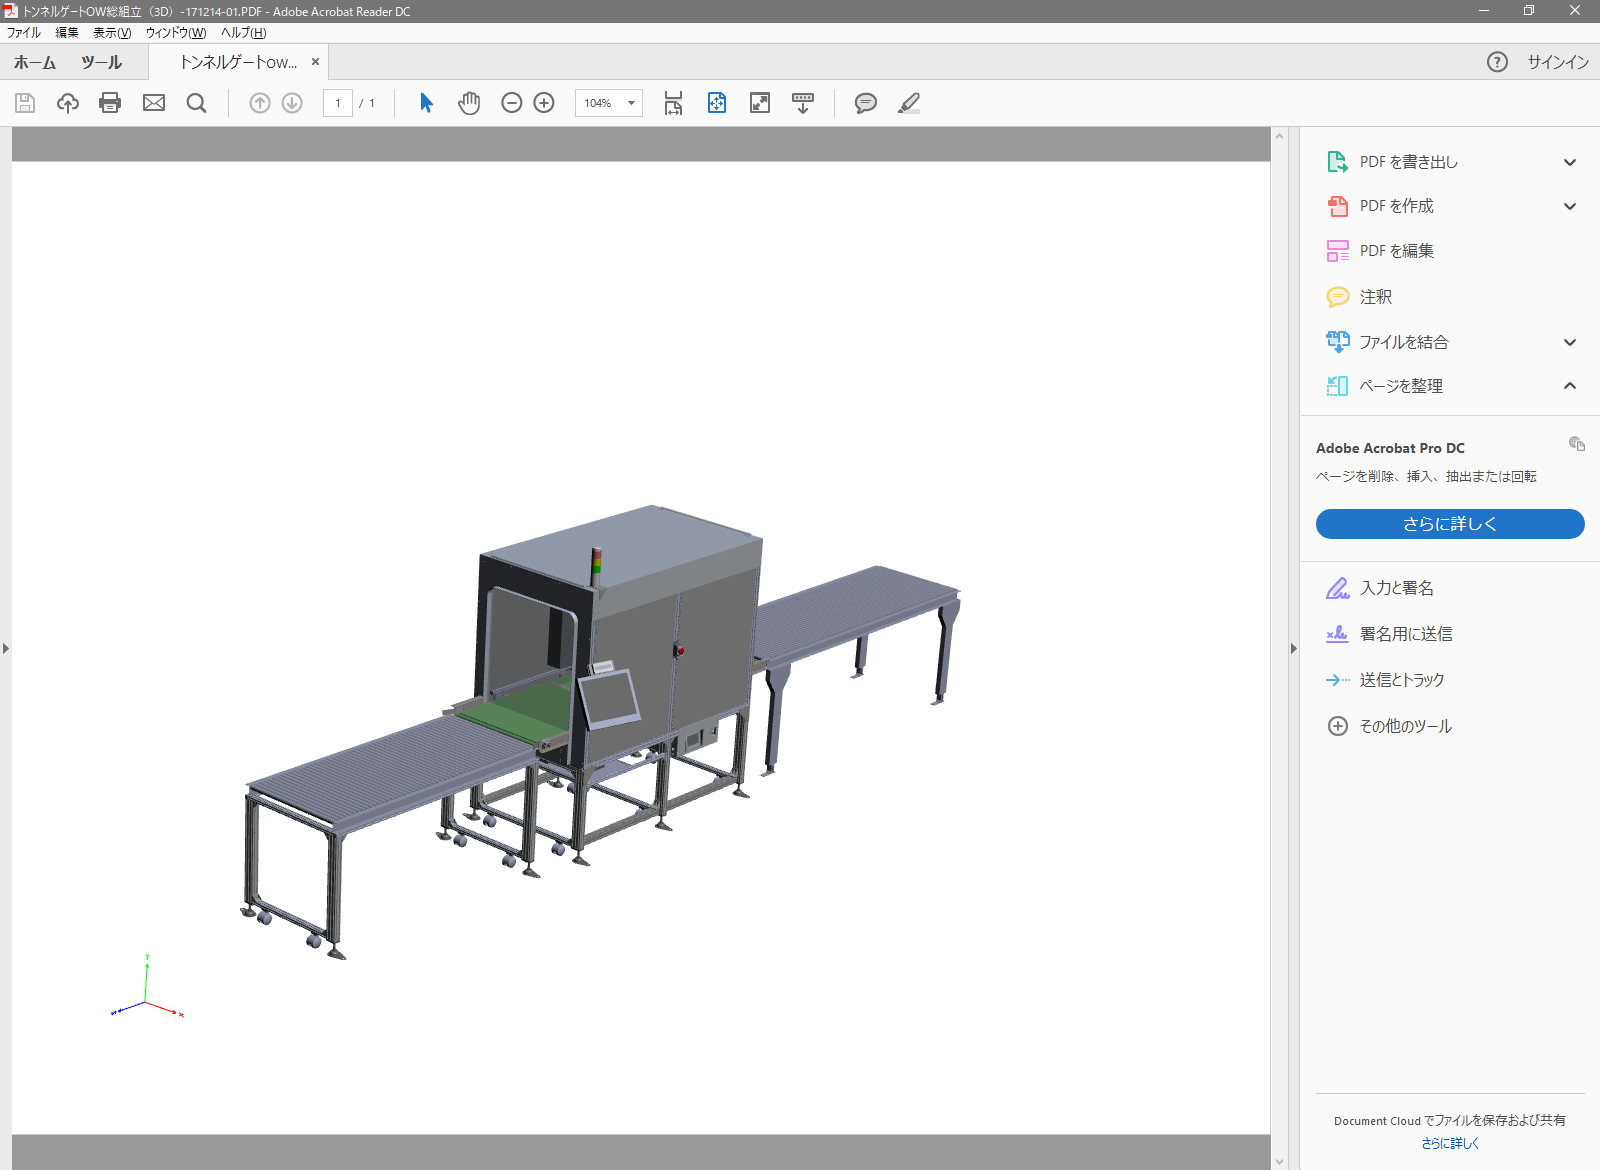 トンネルゲートOW総組立（3D）-171214-01.PDF - Adobe Acrobat Reader DC
ファイル 編集 表示(V) ウィンドウ(W) ヘルプ(H)
ホーム ツール トンネルゲートow... × サインイン
1 / 1 104%
PDF を書き出し
PDF を作成
PDF を編集
注釈
ファイルを結合
ページを整理
Adobe Acrobat Pro DC
ページを削除、挿入、抽出または回転
さらに詳しく
入力と署名
署名用に送信
送信とトラック
その他のツール
Y
X
Document Cloud でファイルを保存および共有
さらに詳しく